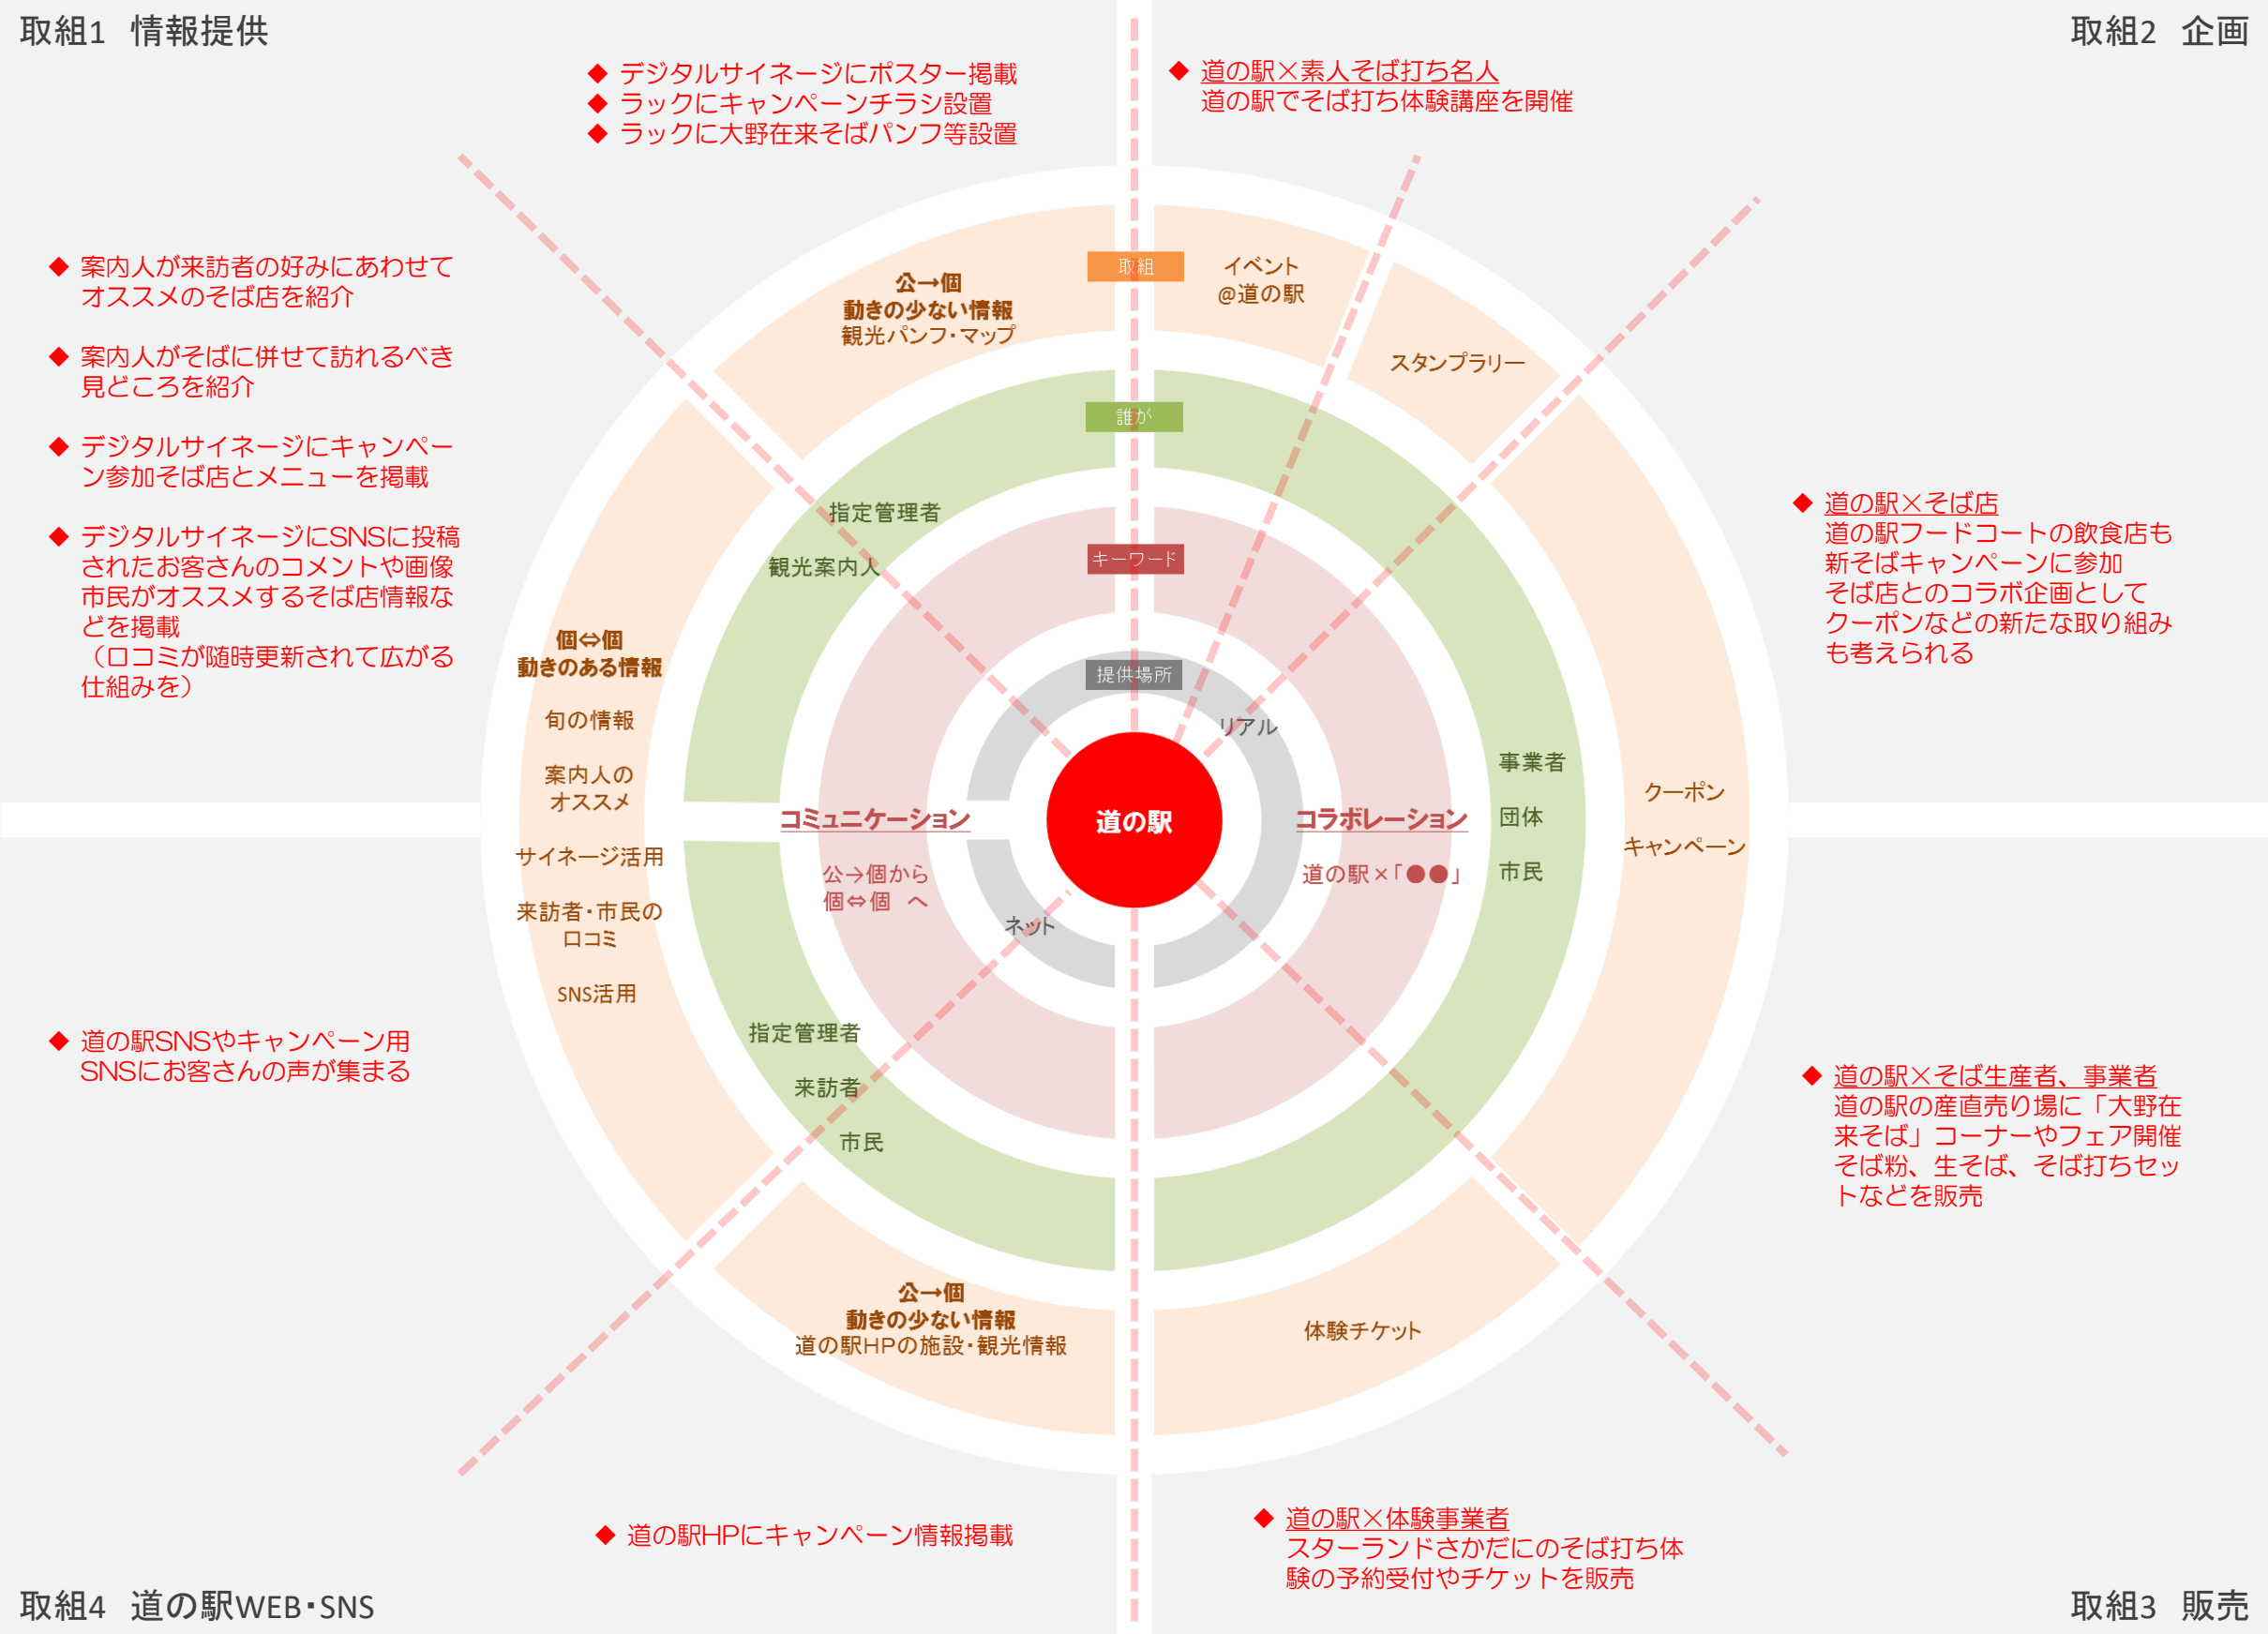 取組1　情報提供
取組2　企画
◆ デジタルサイネージにポスター掲載
◆ ラックにキャンペーンチラシ設置
◆ ラックに大野在来そばパンフ等設置
◆ 道の駅×素人そば打ち名人
道の駅でそば打ち体験講座を開催
◆ 案内人が来訪者の好みにあわせて
オススメのそば店を紹介
◆ 案内人がそばに併せて訪れるべき
見どころを紹介
◆ デジタルサイネージにキャンペー
ン参加そば店とメニューを掲載
◆ デジタルサイネージにSNSに投稿
されたお客さんのコメントや画像
市民がオススメするそば店情報な
どを掲載
（口コミが随時更新されて広がる
仕組みを）
公→個
動きの少ない情報
観光パンフ・マップ
取組
イベント
@道の駅
スタンプラリー
誰が
指定管理者
観光案内人
キーワード
提供場所
リアル
◆ 道の駅×そば店
道の駅フードコートの飲食店も
新そばキャンペーンに参加
そば店とのコラボ企画として
クーポンなどの新たな取り組み
も考えられる
個⇔個
動きのある情報
旬の情報
案内人の
オススメ
サイネージ活用
来訪者・市民の
口コミ
SNS活用
コミュニケーション
公→個から
個⇔個　へ
道の駅
コラボレーション
道の駅×「●●」
事業者
団体
市民
クーポン
キャンペーン
ネット
指定管理者
来訪者
市民
◆ 道の駅SNSやキャンペーン用
SNSにお客さんの声が集まる
◆ 道の駅×そば生産者、事業者
道の駅の産直売り場に「大野在
来そば」コーナーやフェア開催
そば粉、生そば、そば打ちセッ
トなどを販売
公→個
動きの少ない情報
道の駅HPの施設・観光情報
体験チケット
◆ 道の駅HPにキャンペーン情報掲載
◆ 道の駅×体験事業者
スターランドさかだにのそば打ち体
験の予約受付やチケットを販売
取組4　道の駅WEB・SNS
取組3　販売